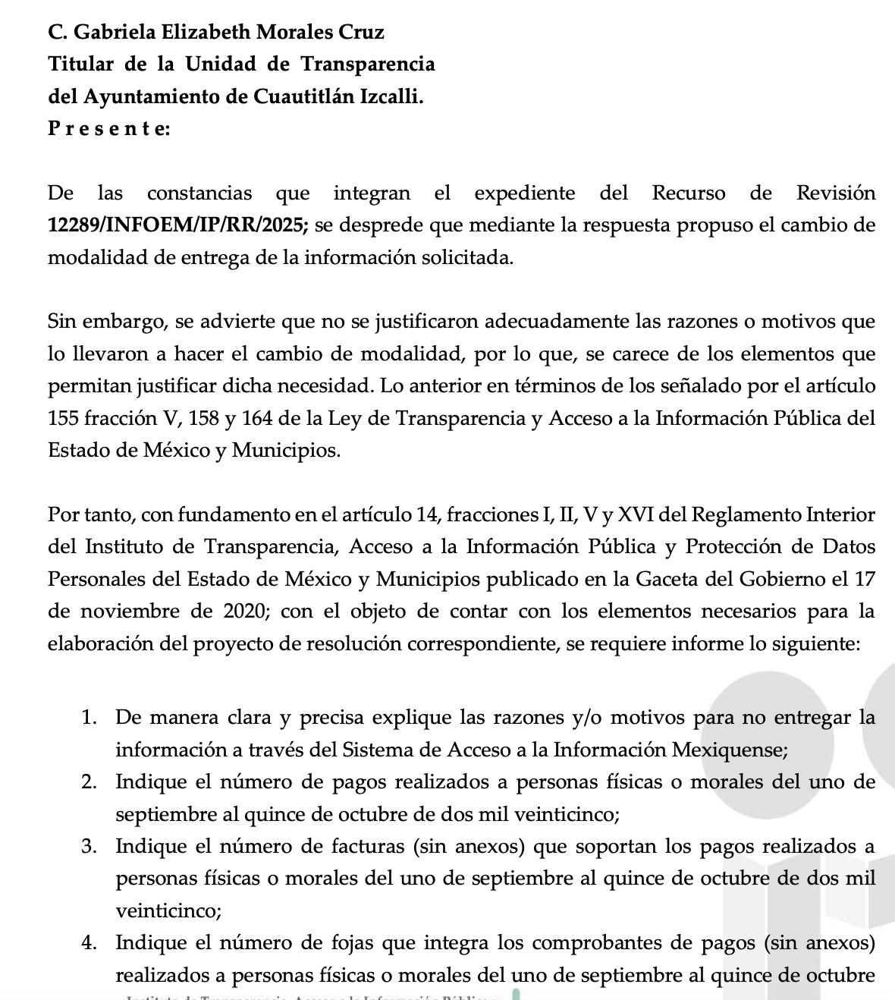 C. Gabriela Elizabeth Morales Cruz
Titular de la Unidad de Transparencia
del Ayuntamiento de Cuautitlán Izcalli.
P r e s e n t e:
De las constancias que integran el expediente del Recurso de Revisión
12289/INFOEM/IP/RR/2025; se desprede que mediante la respuesta propuso el cambio de
modalidad de entrega de la información solicitada.
Sin embargo, se advierte que no se justificaron adecuadamente las razones o motivos que
lo llevaron a hacer el cambio de modalidad, por lo que, se carece de los elementos que
permitan justificar dicha necesidad. Lo anterior en términos de los señalado por el artículo
155 fracción V, 158 y 164 de la Ley de Transparencia y Acceso a la Información Pública del
Estado de México y Municipios.
Por tanto, con fundamento en el artículo 14, fracciones I, II, V y XVI del Reglamento Interior
del Instituto de Transparencia, Acceso a la Información Pública y Protección de Datos
Personales del Estado de México y Municipios publicado en la Gaceta del Gobierno el 17
de noviembre de 2020; con el objeto de contar con los elementos necesarios para la
elaboración del proyecto de resolución correspondiente, se requiere informe lo siguiente:
1. De manera clara y precisa explique las razones y/o motivos para no entregar la
información a través del Sistema de Acceso a la Información Mexiquense;
2. Indique el número de pagos realizados a personas físicas o morales del uno de
septiembre al quince de octubre de dos mil veinticinco;
3. Indique el número de facturas (sin anexos) que soportan los pagos realizados a
personas físicas o morales del uno de septiembre al quince de octubre de dos mil
veinticinco;
4. Indique el número de fojas que integra los comprobantes de pagos (sin anexos)
realizados a personas físicas o morales del uno de septiembre al quince de octubre
Instituto de Transparencia, Acceso a la Información Pública y